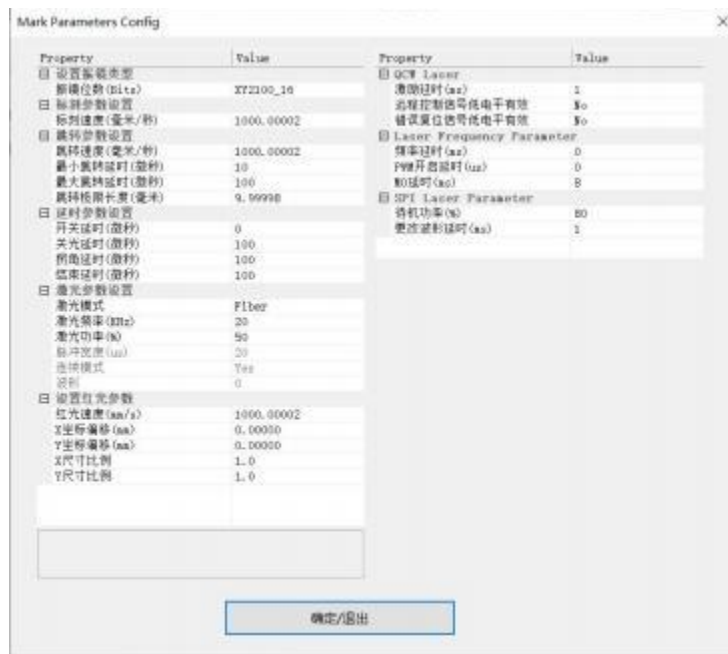 Mark Parameters Config
Property Value
设置振镜类型
振镜位数(Bits) XY2100_16
标刻参数设置
标刻速度(毫米/秒) 1000.00002
跳转参数设置
跳转速度(毫米/秒) 1000.00002
最小跳转延时(微秒) 10
最大跳转延时(微秒) 100
跳转极限长度(毫米) 9.99998
延时参数设置
开关延时(微秒) 0
关光延时(微秒) 100
拐角延时(微秒) 100
结束延时(微秒) 100
激光参数设置
激光模式 Fiber
激光频率(KHz) 20
激光功率(%) 50
脉冲宽度(us) 20
连续模式 Yes
波形 0
设置红光参数
红光速度(mm/s) 1000.00002
X坐标偏移(mm) 0.00000
Y坐标偏移(mm) 0.00000
X尺寸比例 1.0
Y尺寸比例 1.0
Property Value
QCW Laser
激励延时(ms) 1
远程控制信号低电平有效 No
错误复位信号低电平有效 No
Laser Frequency Parameter
频率延时(ms) 0
PWM开启延时(us) 0
MO延时(ms) 8
SPI Laser Parameter
待机功率(%) 80
更改波形延时(ms) 1
确定/退出